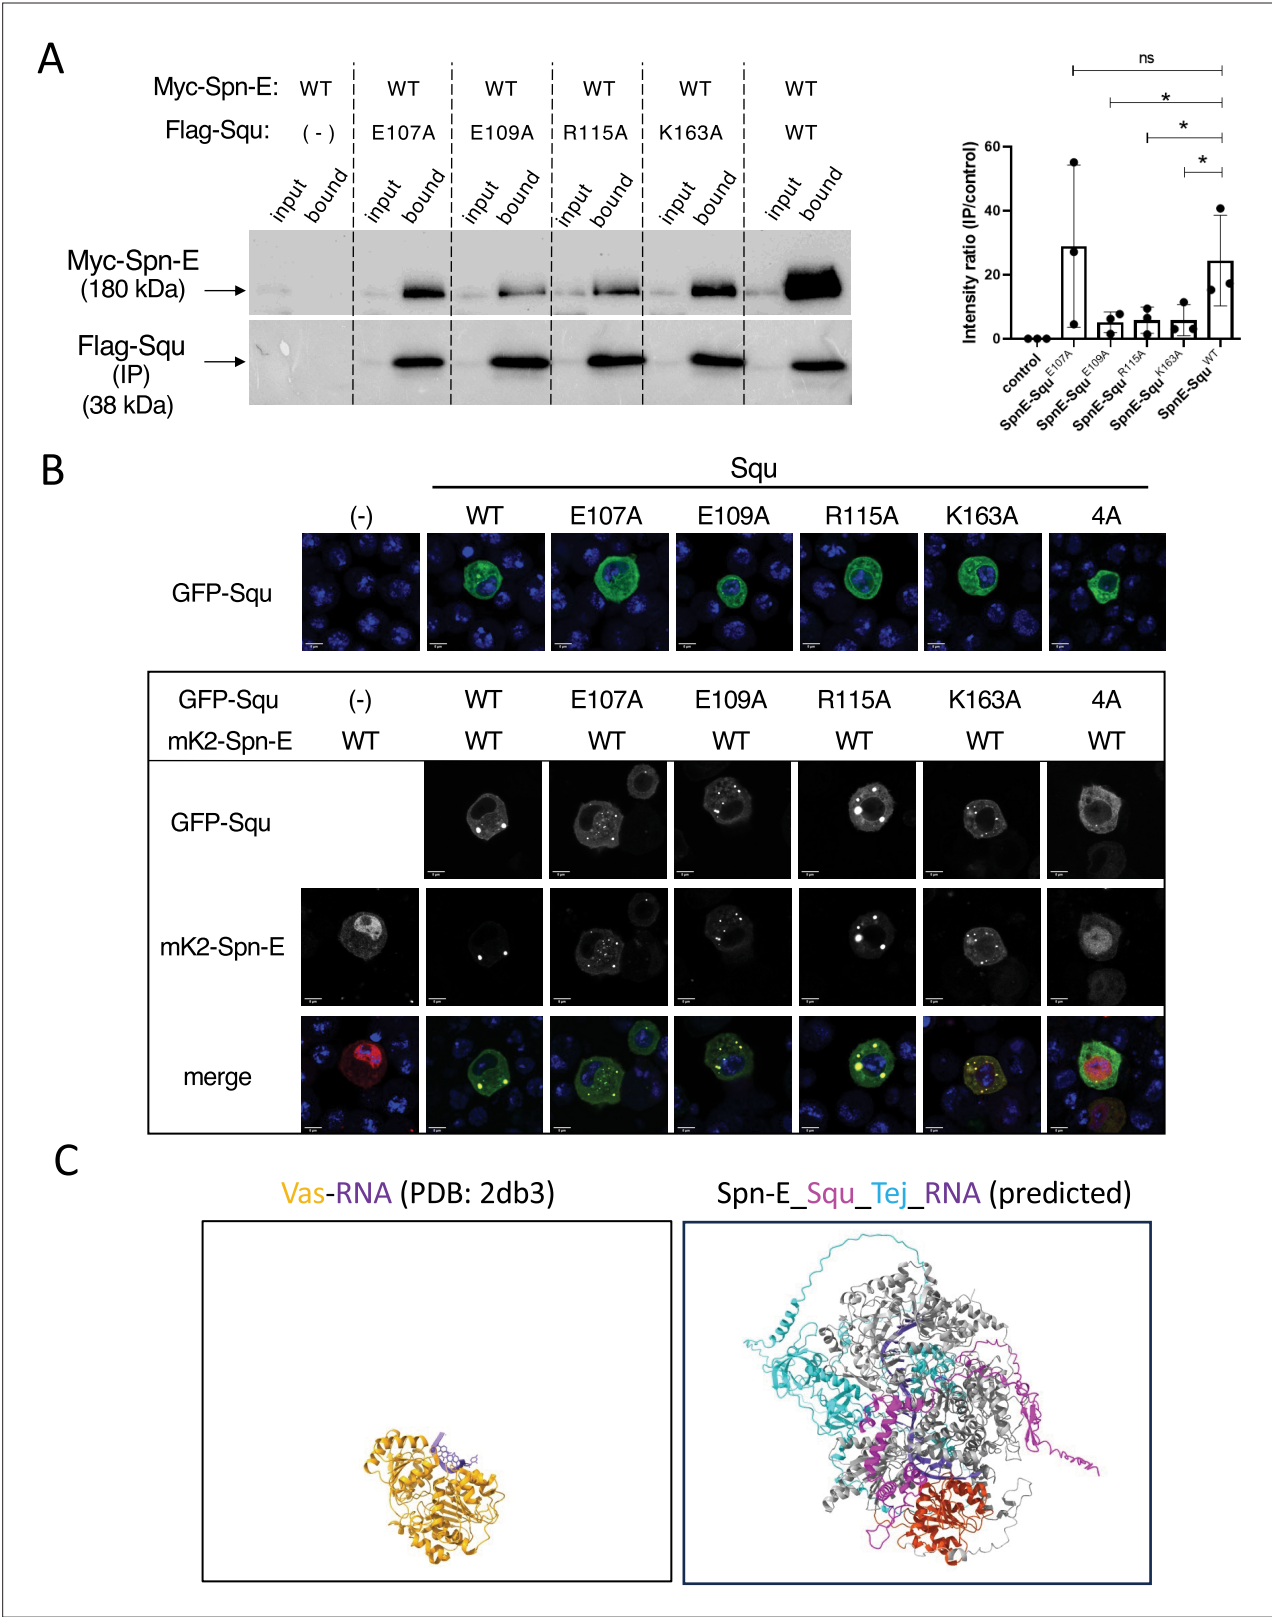 A
Myc-Spn-E: WT WT WT WT WT WT
Flag-Squ: (-) E107A E109A R115A K163A WT
input bound input bound input bound input bound input bound input bound
Myc-Spn-E
(180 kDa)
Flag-Squ
(IP)
(38 kDa)
ns
*
*
*
Intensity ratio (IP/control)
60
40
20
0
control
SpnE-Squ E107A
SpnE-Squ E109A
SpnE-Squ R115A
SpnE-Squ K163A
SpnE-Squ WT
B
Squ
(-) WT E107A E109A R115A K163A 4A
GFP-Squ
GFP-Squ (-) WT E107A E109A R115A K163A 4A
mK2-Spn-E WT WT WT WT WT WT WT
GFP-Squ
mK2-Spn-E
merge
C
Vas-RNA (PDB: 2db3)
Spn-E_Squ_Tej_RNA (predicted)